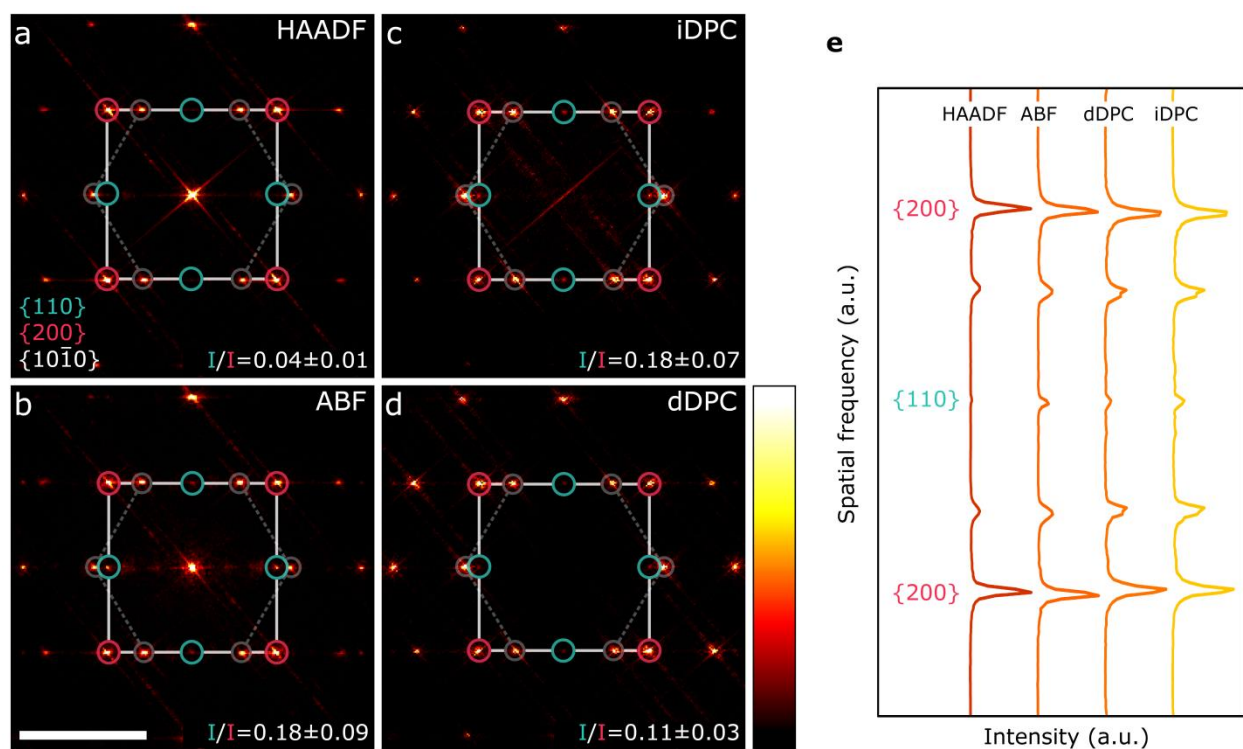 a
HAADF
{110}
{200}
{101̄0}
I/I=0.04±0.01
c
iDPC
I/I=0.18±0.07
b
ABF
I/I=0.18±0.09
d
dDPC
I/I=0.11±0.03
e
HAADF ABF dDPC iDPC
{200}
{110}
{200}
Spatial frequency (a.u.)
Intensity (a.u.)